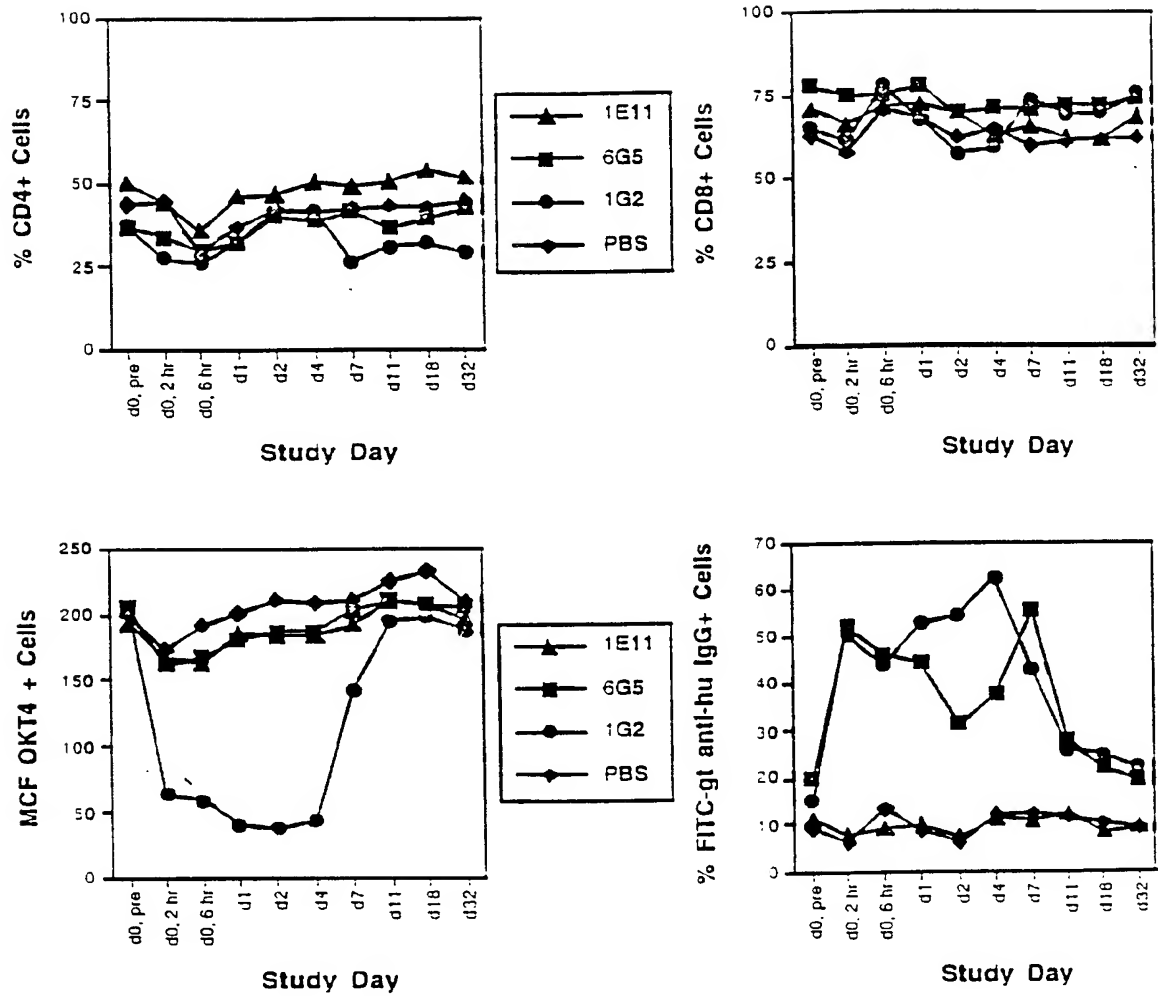 100
75
50
25
0
% CD4+ Cells
d0, pre
d0, 2 hr
d0, 6 hr
d1
d2
d4
d7
d11
d18
d32
Study Day
1E11
6G5
1G2
PBS
100
75
50
25
0
% CD8+ Cells
d0, pre
d0, 2 hr
d0, 6 hr
d1
d2
d4
d7
d11
d18
d32
Study Day
250
200
150
100
50
0
MCF OKT4 + Cells
d0, pre
d0, 2 hr
d0, 6 hr
d1
d2
d4
d7
d11
d18
d32
Study Day
1E11
6G5
1G2
PBS
70
60
50
40
30
20
10
0
% FITC-gt anti-hu IgG+ Cells
d0, pre
d0, 2 hr
d0, 6 hr
d1
d2
d4
d7
d11
d18
d32
Study Day